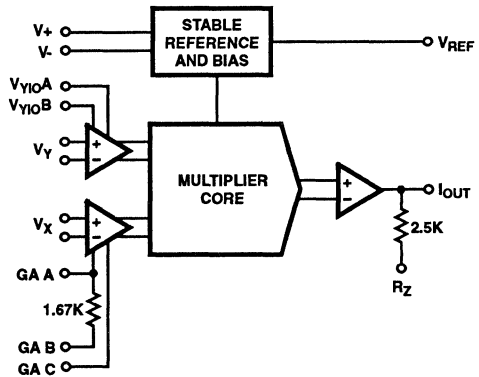 V+
V-
STABLE
REFERENCE
AND BIAS
VREF
VYIOA
VYIOB
+
-
VY
MULTIPLIER
CORE
+
-
IOUT
2.5K
RZ
VX
+
-
GA A
1.67K
GA B
GA C